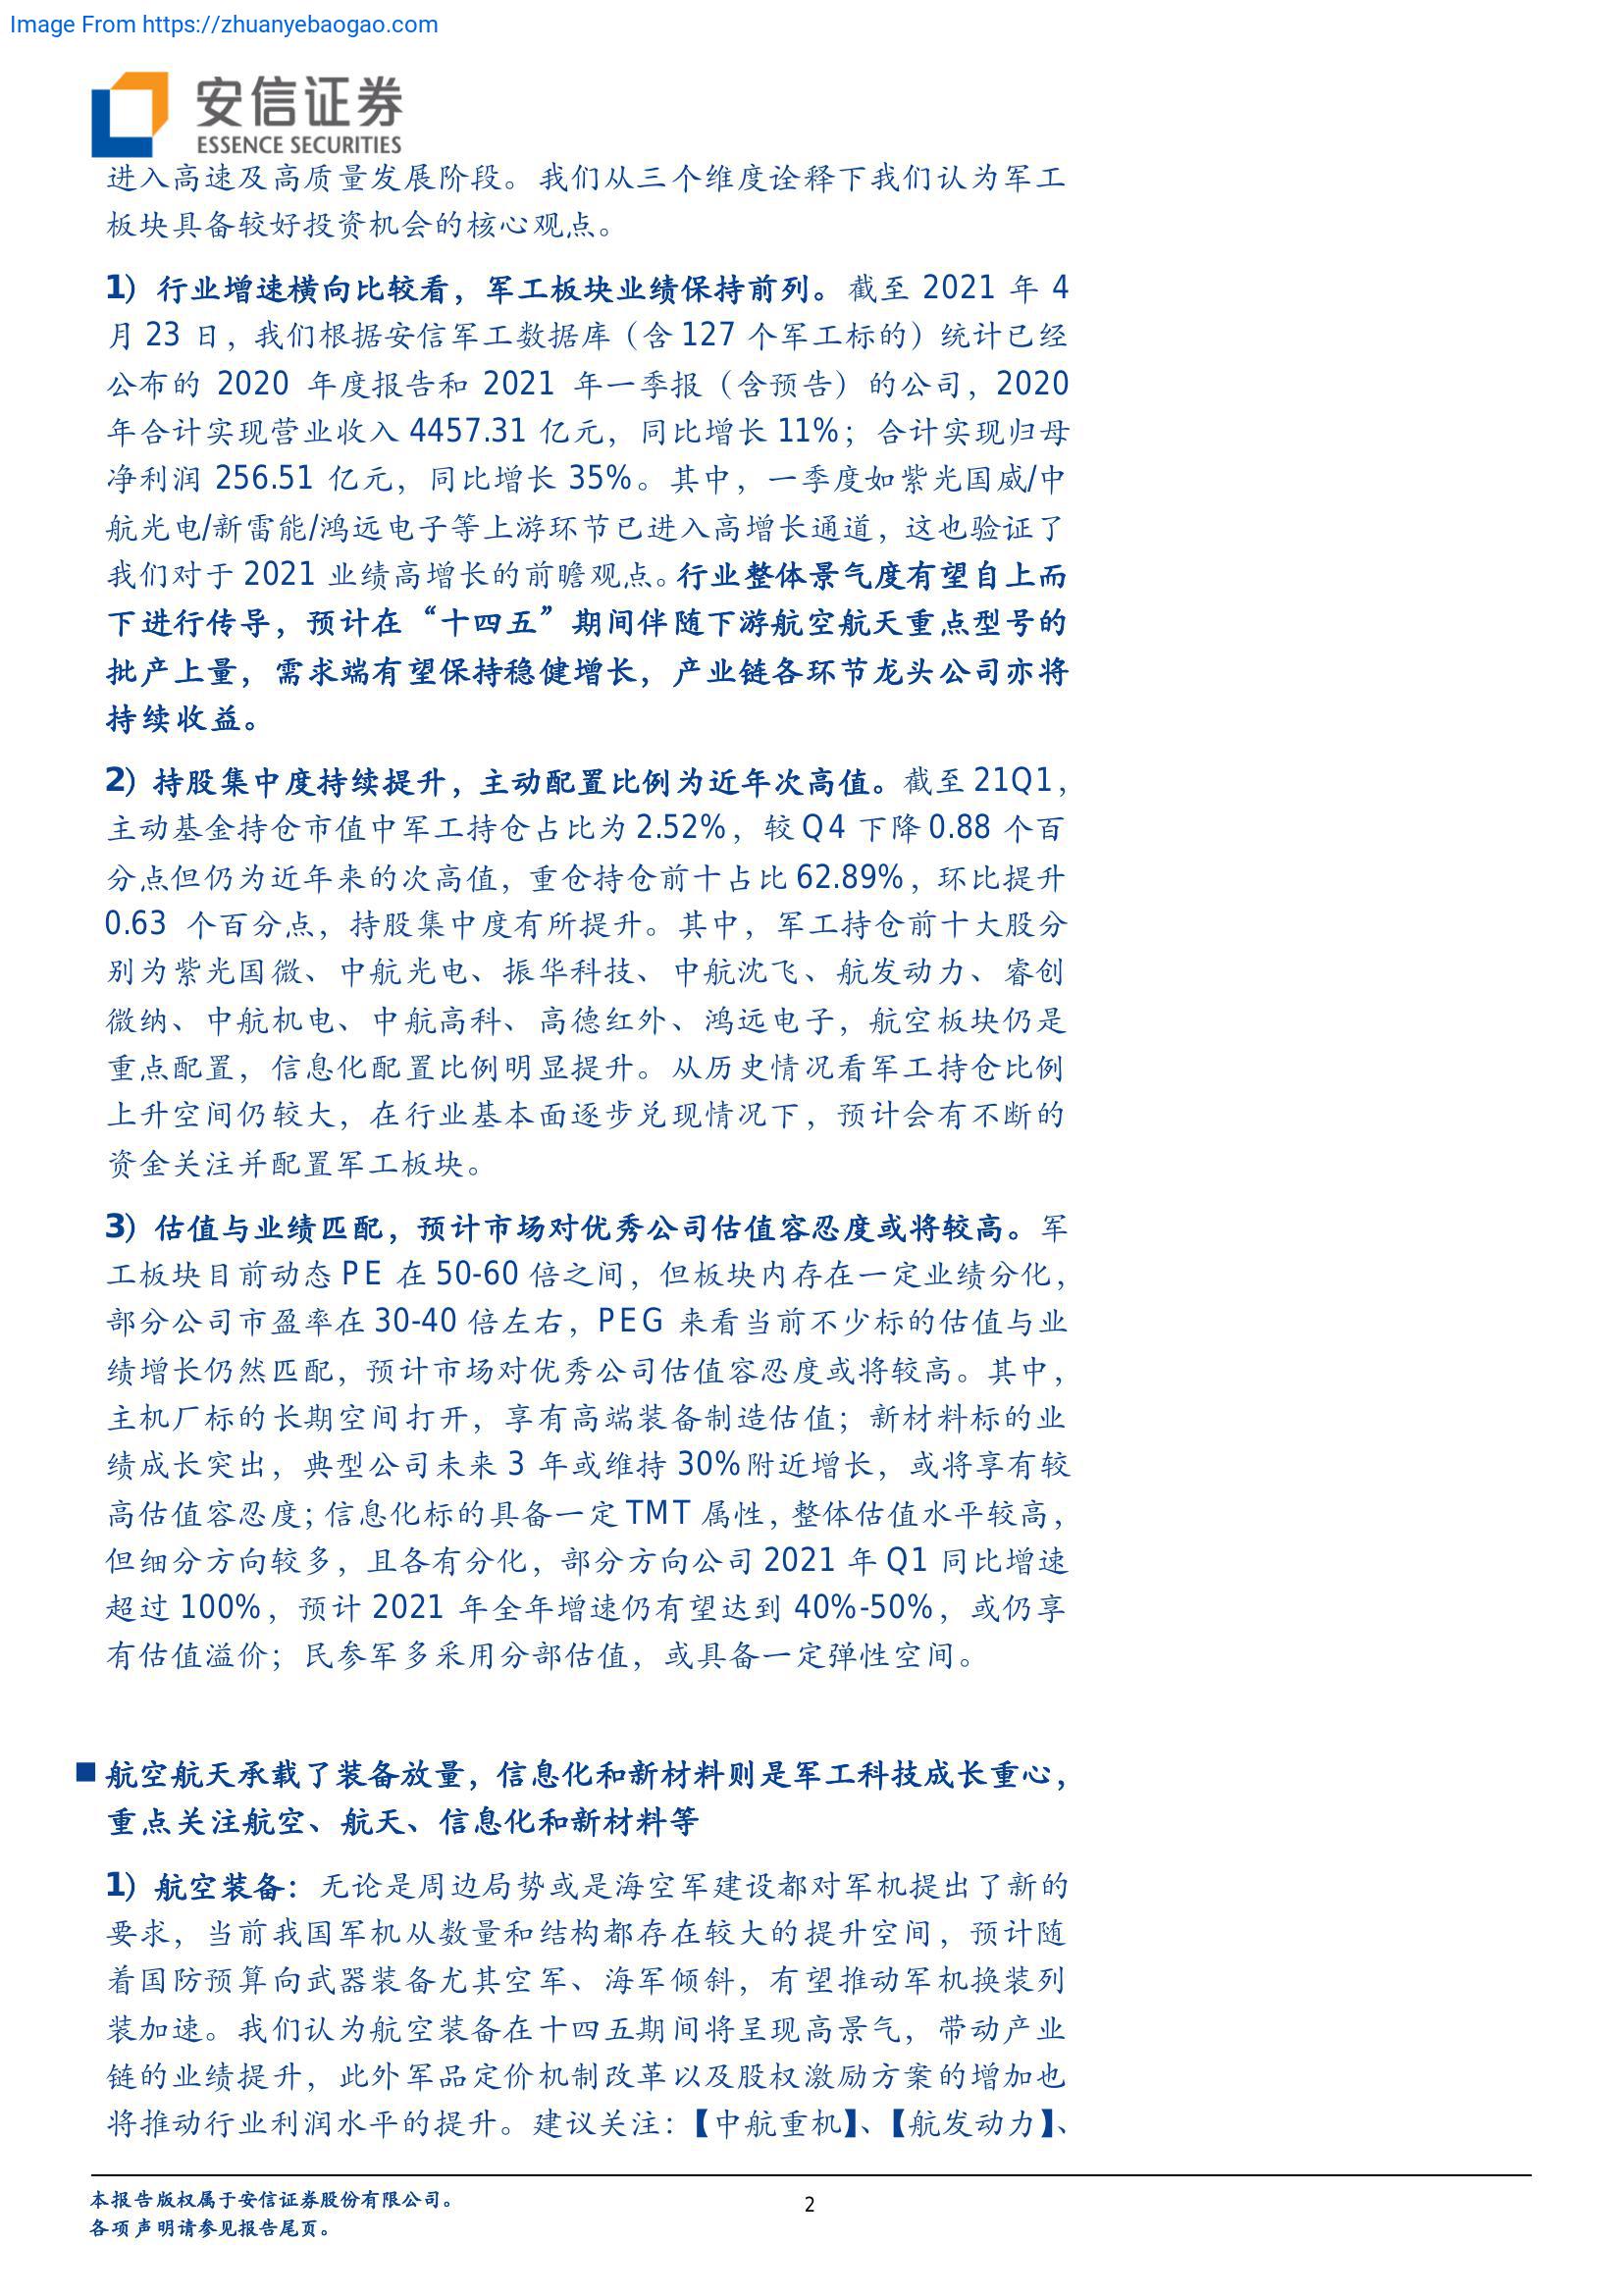 Image From https://zhuanyebaogao.com
安信证券
ESSENCE SECURITIES
进入高速及高质量发展阶段。我们从三个维度诠释下我们认为军工
板块具备较好投资机会的核心观点。
1）行业增速横向比较看，军工板块业绩保持前列。截至 2021 年 4
月 23 日，我们根据安信军工数据库（含 127 个军工标的）统计已经
公布的 2020 年度报告和 2021 年一季报（含预告）的公司，2020
年合计实现营业收入 4457.31 亿元，同比增长 11%；合计实现归母
净利润 256.51 亿元，同比增长 35%。其中，一季度如紫光国威/中
航光电/新雷能/鸿远电子等上游环节已进入高增长通道，这也验证了
我们对于 2021 业绩高增长的前瞻观点。行业整体景气度有望自上而
下进行传导，预计在“十四五”期间伴随下游航空航天重点型号的
批产上量，需求端有望保持稳健增长，产业链各环节龙头公司亦将
持续收益。
2）持股集中度持续提升，主动配置比例为近年次高值。截至 21Q1，
主动基金持仓市值中军工持仓占比为 2.52%，较 Q4 下降 0.88 个百
分点但仍为近年来的次高值，重仓持仓前十占比 62.89%，环比提升
0.63 个百分点，持股集中度有所提升。其中，军工持仓前十大股分
别为紫光国微、中航光电、振华科技、中航沈飞、航发动力、睿创
微纳、中航机电、中航高科、高德红外、鸿远电子，航空板块仍是
重点配置，信息化配置比例明显提升。从历史情况看军工持仓比例
上升空间仍较大，在行业基本面逐步兑现情况下，预计会有不断的
资金关注并配置军工板块。
3）估值与业绩匹配，预计市场对优秀公司估值容忍度或将较高。军
工板块目前动态 PE 在 50-60 倍之间，但板块内存在一定业绩分化，
部分公司市盈率在 30-40 倍左右，PEG 来看当前不少标的估值与业
绩增长仍然匹配，预计市场对优秀公司估值容忍度或将较高。其中，
主机厂标的长期空间打开，享有高端装备制造估值；新材料标的业
绩成长突出，典型公司未来 3 年或维持 30%附近增长，或将享有较
高估值容忍度；信息化标的具备一定 TMT 属性，整体估值水平较高，
但细分方向较多，且各有分化，部分方向公司 2021 年 Q1 同比增速
超过 100%，预计 2021 年全年增速仍有望达到 40%-50%，或仍享
有估值溢价；民参军多采用分部估值，或具备一定弹性空间。
■ 航空航天承载了装备放量，信息化和新材料则是军工科技成长重心，
重点关注航空、航天、信息化和新材料等
1）航空装备：无论是周边局势或是海空军建设都对军机提出了新的
要求，当前我国军机从数量和结构都存在较大的提升空间，预计随
着国防预算向武器装备尤其空军、海军倾斜，有望推动军机换装列
装加速。我们认为航空装备在十四五期间将呈现高景气，带动产业
链的业绩提升，此外军品定价机制改革以及股权激励方案的增加也
将推动行业利润水平的提升。建议关注：【中航重机】、【航发动力】、
本报告版权属于安信证券股份有限公司。
各项声明请参见报告尾页。
2